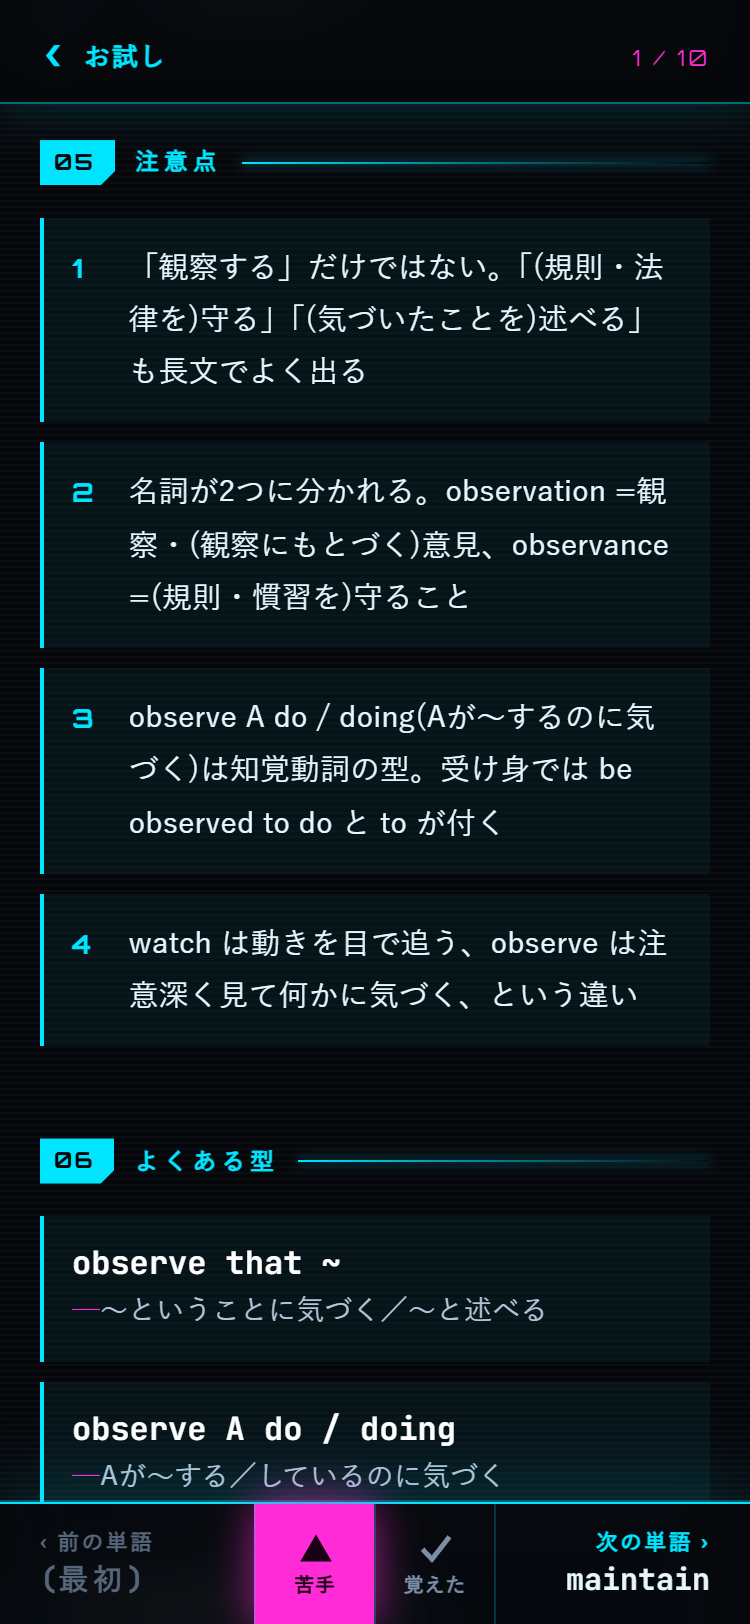 ‹ お試し
1 / 10
05 注意点
1 「観察する」だけではない。「(規則・法
律を)守る」「(気づいたことを)述べる」
も長文でよく出る
2 名詞が2つに分かれる。observation =観
察・(観察にもとづく)意見、observance
=(規則・慣習を)守ること
3 observe A do / doing(Aが〜するのに気
づく)は知覚動詞の型。受け身では be
observed to do と to が付く
4 watch は動きを目で追う、observe は注
意深く見て何かに気づく、という違い
06 よくある型
observe that ~
—〜ということに気づく／〜と述べる
observe A do / doing
—Aが〜する／しているのに気づく
‹ 前の単語
(最初)
▲
苦手
✓
覚えた
次の単語 ›
maintain